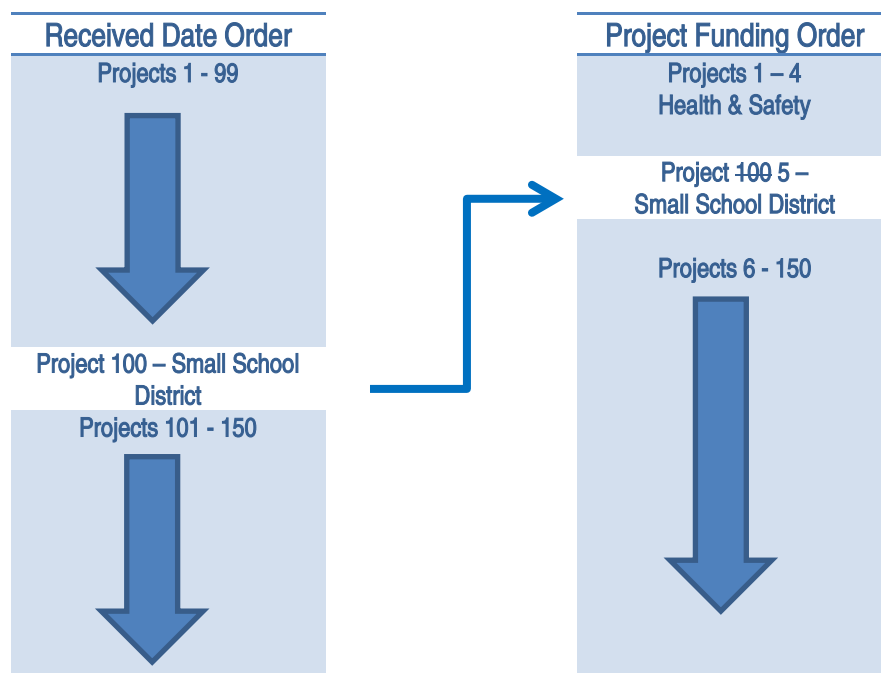 Received Date Order
Projects 1 - 99
Project 100 – Small School
District
Projects 101 - 150
Project Funding Order
Projects 1 – 4
Health & Safety
Project 100 5 –
Small School District
Projects 6 - 150